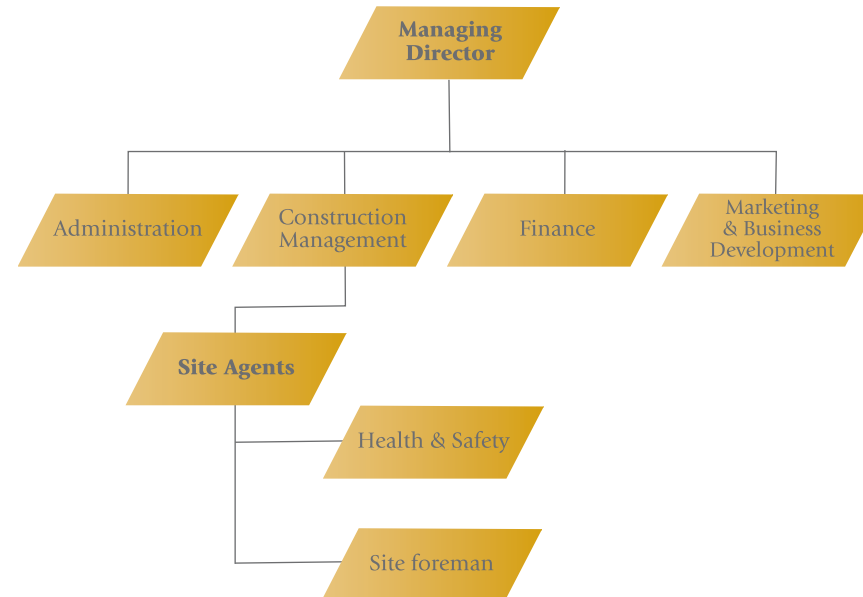 Managing
Director
Administration
Construction
Management
Finance
Marketing
& Business
Development
Site Agents
Health & Safety
Site foreman